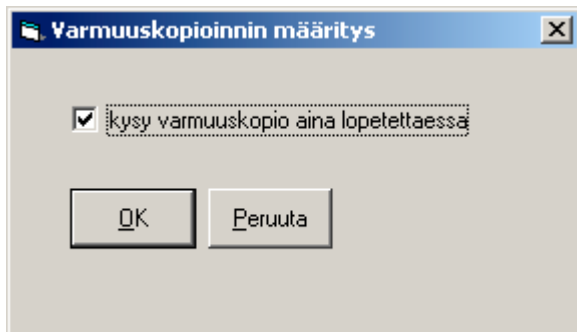 Varmuuskopioinnin määritys
kysy varmuuskopio aina lopetettaessa
OK Peruuta